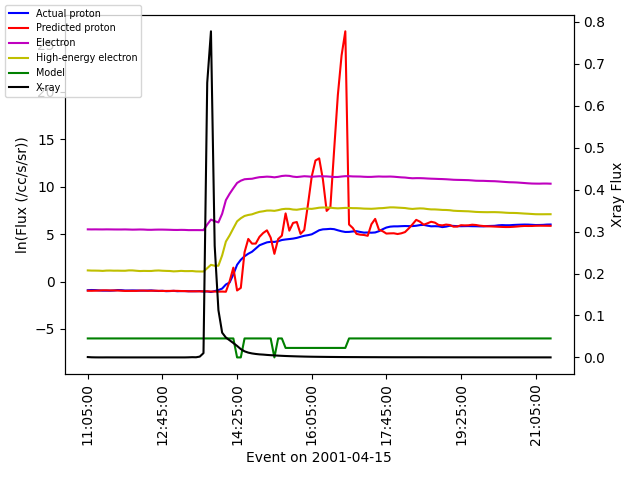 Actual proton
Predicted proton
Electron
High-energy electron
Model
X-ray
ln(Flux (/cc/s/sr))
25
20
15
10
5
0
−5
0.8
0.7
0.6
0.5
0.4
0.3
0.2
0.1
0.0
Xray Flux
11:05:00
12:45:00
14:25:00
16:05:00
17:45:00
19:25:00
21:05:00
Event on 2001-04-15